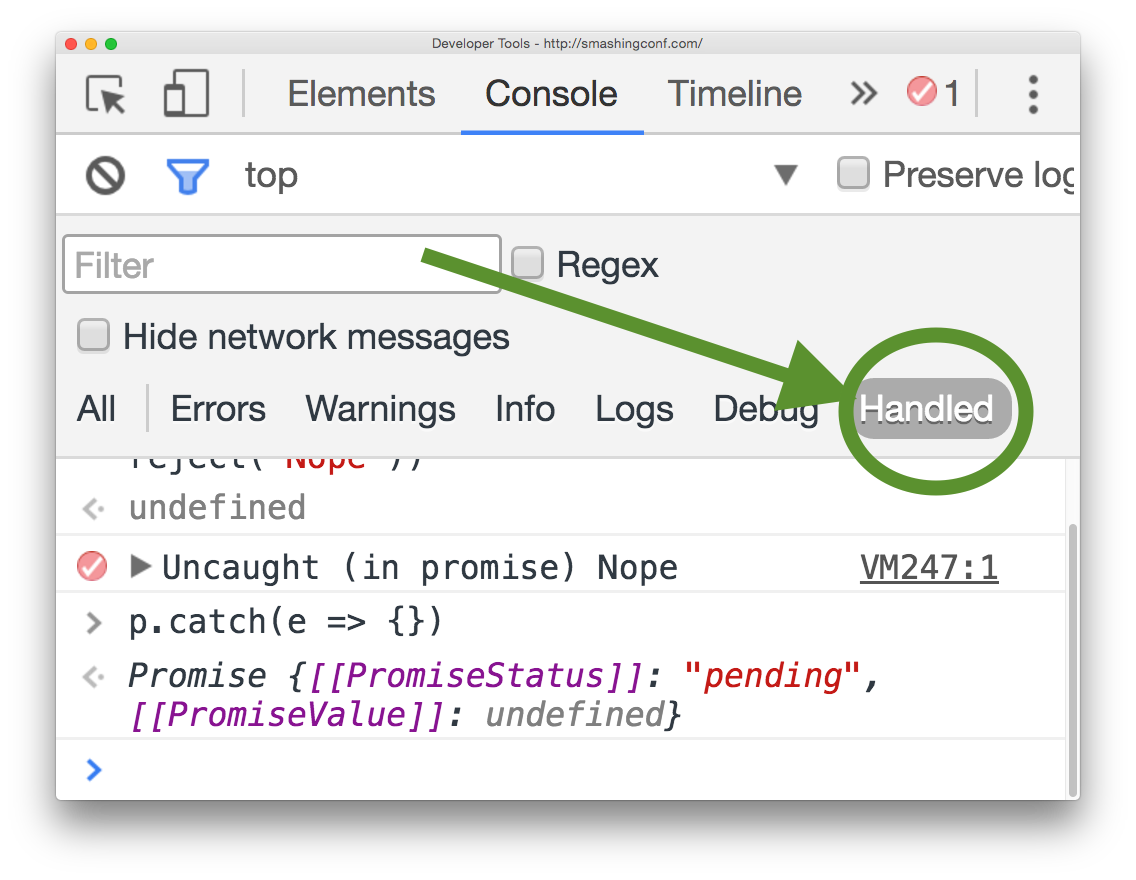 Developer Tools - http://smashingconf.com/
Elements Console Timeline » 1
top ▼ Preserve log
Filter Regex
Hide network messages
All Errors Warnings Info Logs Debug Handled
reject('Nope'))
undefined
Uncaught (in promise) Nope VM247:1
> p.catch(e => {})
Promise {[[PromiseStatus]]: "pending",
[[PromiseValue]]: undefined}
>